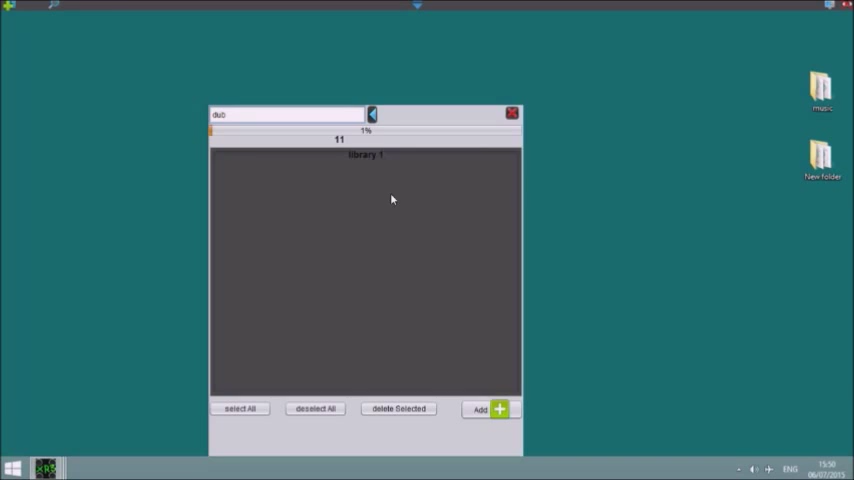 music
New folder
dub
1%
11
library 1
select All
deselect All
delete Selected
Add
XR3
ENG
15:50
06/07/2015